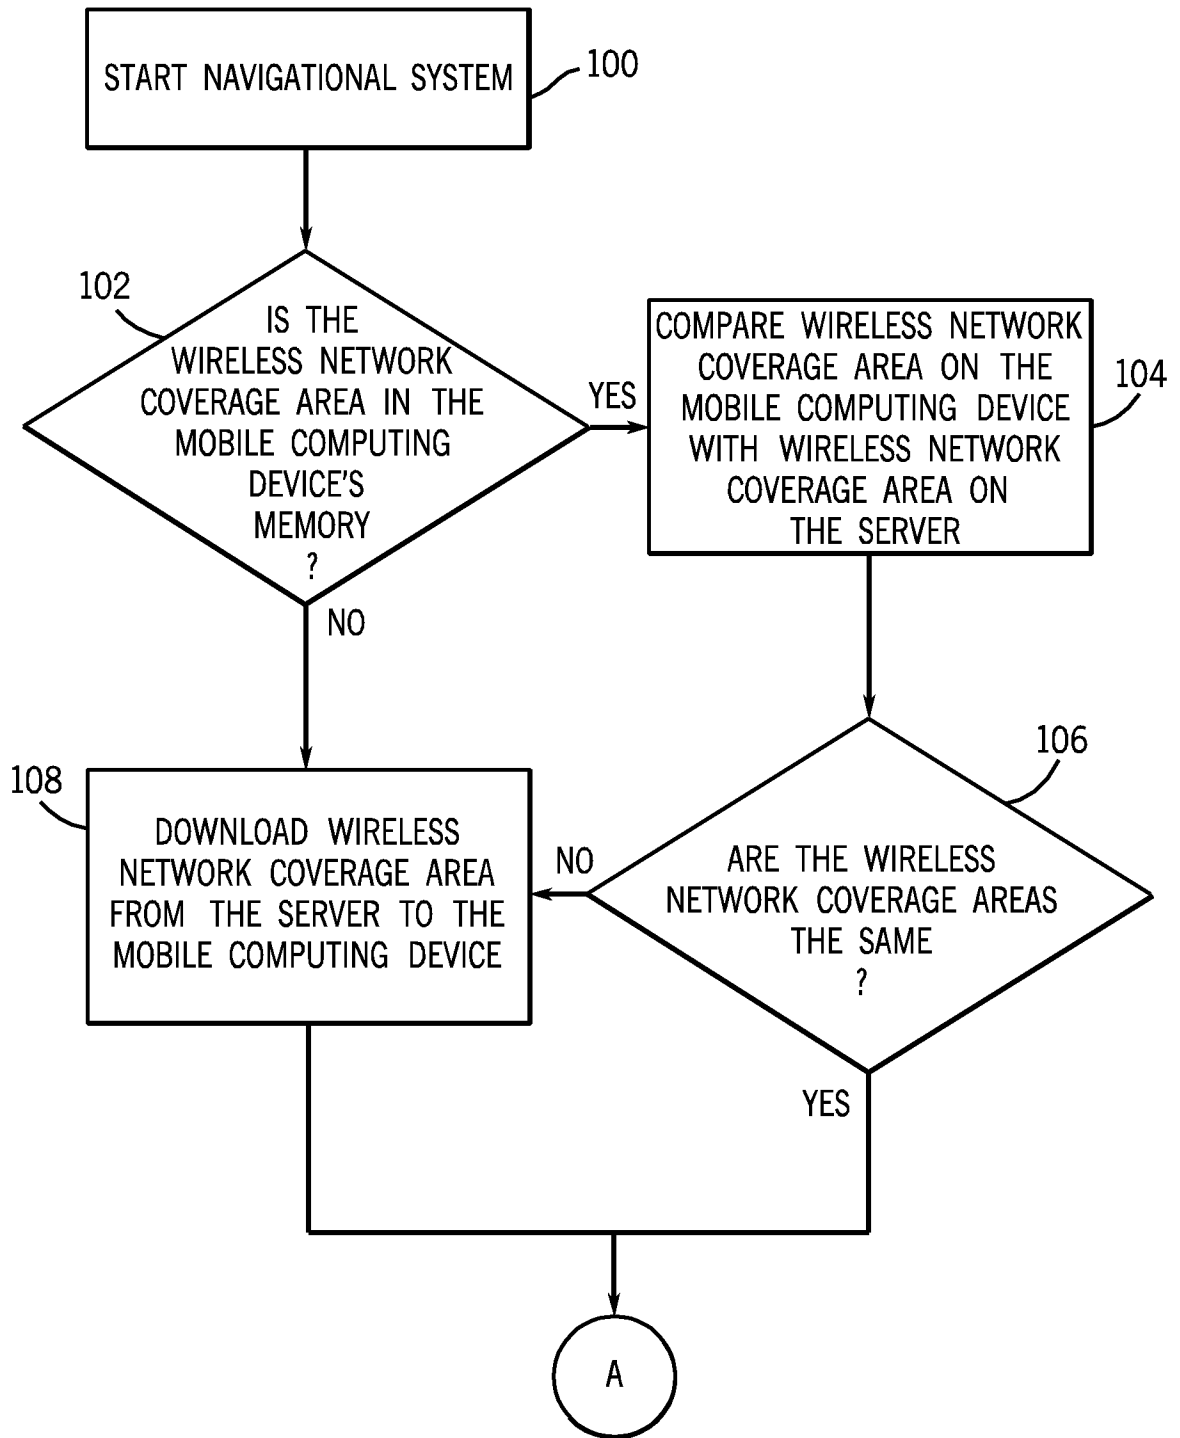 START NAVIGATIONAL SYSTEM
100
102
IS THE
WIRELESS NETWORK
COVERAGE AREA IN THE
MOBILE COMPUTING
DEVICE'S
MEMORY
?
YES
COMPARE WIRELESS NETWORK
COVERAGE AREA ON THE
MOBILE COMPUTING DEVICE
WITH WIRELESS NETWORK
COVERAGE AREA ON
THE SERVER
104
NO
108
DOWNLOAD WIRELESS
NETWORK COVERAGE AREA
FROM THE SERVER TO THE
MOBILE COMPUTING DEVICE
NO
106
ARE THE WIRELESS
NETWORK COVERAGE AREAS
THE SAME
?
YES
A